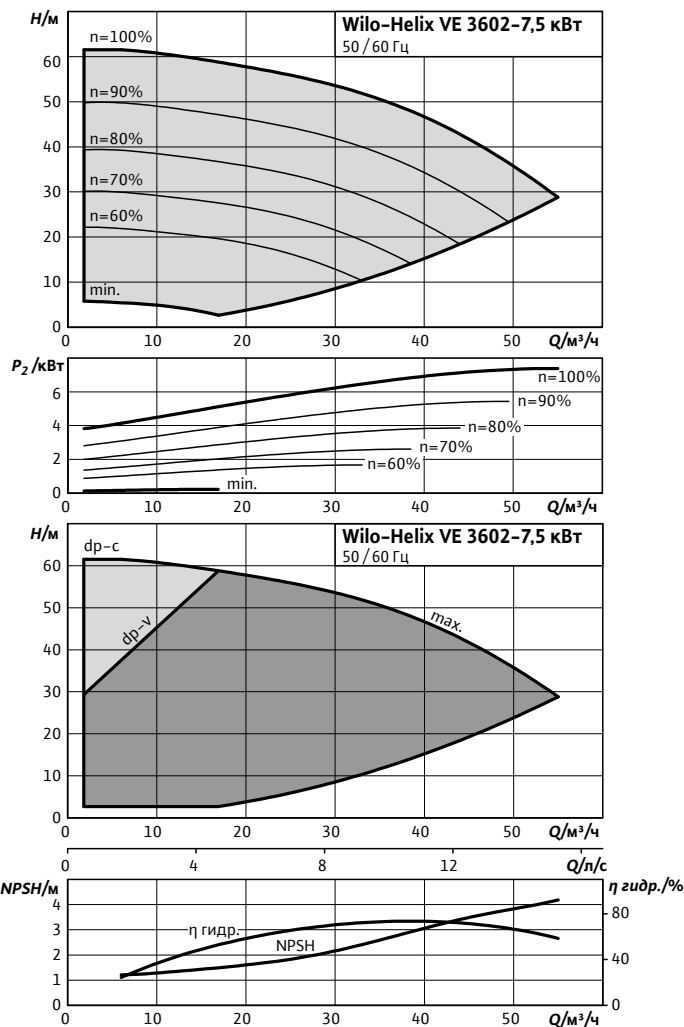 H/м
Wilo-Helix VE 3602-7,5 кВт
50 / 60 Гц
n=100%
n=90%
n=80%
n=70%
n=60%
min.
60
50
40
30
20
10
0
0 10 20 30 40 50 Q/м³/ч
P2 /кВт
n=100%
n=90%
n=80%
n=70%
n=60%
min.
6
4
2
0
0 10 20 30 40 50 Q/м³/ч
H/м
Wilo-Helix VE 3602-7,5 кВт
50 / 60 Гц
dp-c
dp-v
max.
60
50
40
30
20
10
0
0 10 20 30 40 50 Q/м³/ч
0 4 8 12 Q/л/с
NPSH/м
η гидр./%
η гидр.
NPSH
4
3
2
1
0
80
40
0
0 10 20 30 40 50 Q/м³/ч